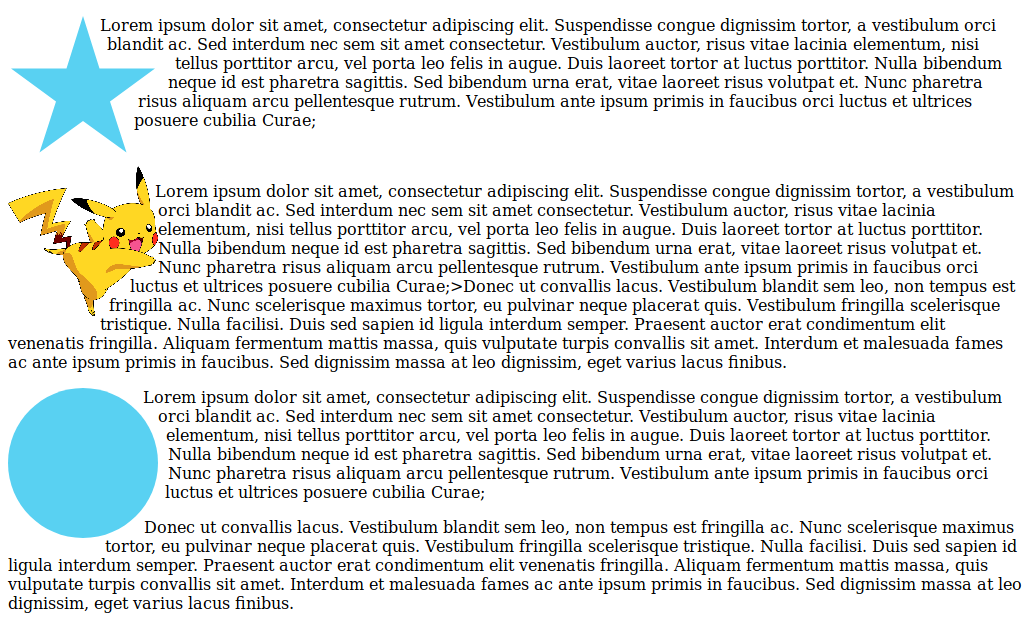 Lorem ipsum dolor sit amet, consectetur adipiscing elit. Suspendisse congue dignissim tortor, a vestibulum orci
blandit ac. Sed interdum nec sem sit amet consectetur. Vestibulum auctor, risus vitae lacinia elementum, nisi
tellus porttitor arcu, vel porta leo felis in augue. Duis laoreet tortor at luctus porttitor. Nulla bibendum
neque id est pharetra sagittis. Sed bibendum urna erat, vitae laoreet risus volutpat et. Nunc pharetra
risus aliquam arcu pellentesque rutrum. Vestibulum ante ipsum primis in faucibus orci luctus et ultrices
posuere cubilia Curae;
Lorem ipsum dolor sit amet, consectetur adipiscing elit. Suspendisse congue dignissim tortor, a vestibulum
orci blandit ac. Sed interdum nec sem sit amet consectetur. Vestibulum auctor, risus vitae lacinia
elementum, nisi tellus porttitor arcu, vel porta leo felis in augue. Duis laoreet tortor at luctus porttitor.
Nulla bibendum neque id est pharetra sagittis. Sed bibendum urna erat, vitae laoreet risus volutpat et.
Nunc pharetra risus aliquam arcu pellentesque rutrum. Vestibulum ante ipsum primis in faucibus orci
luctus et ultrices posuere cubilia Curae;>Donec ut convallis lacus. Vestibulum blandit sem leo, non tempus est
fringilla ac. Nunc scelerisque maximus tortor, eu pulvinar neque placerat quis. Vestibulum fringilla scelerisque
tristique. Nulla facilisi. Duis sed sapien id ligula interdum semper. Praesent auctor erat condimentum elit
venenatis fringilla. Aliquam fermentum mattis massa, quis vulputate turpis convallis sit amet. Interdum et malesuada fames
ac ante ipsum primis in faucibus. Sed dignissim massa at leo dignissim, eget varius lacus finibus.
Lorem ipsum dolor sit amet, consectetur adipiscing elit. Suspendisse congue dignissim tortor, a vestibulum
orci blandit ac. Sed interdum nec sem sit amet consectetur. Vestibulum auctor, risus vitae lacinia
elementum, nisi tellus porttitor arcu, vel porta leo felis in augue. Duis laoreet tortor at luctus porttitor.
Nulla bibendum neque id est pharetra sagittis. Sed bibendum urna erat, vitae laoreet risus volutpat et.
Nunc pharetra risus aliquam arcu pellentesque rutrum. Vestibulum ante ipsum primis in faucibus orci
luctus et ultrices posuere cubilia Curae;
Donec ut convallis lacus. Vestibulum blandit sem leo, non tempus est fringilla ac. Nunc scelerisque maximus
tortor, eu pulvinar neque placerat quis. Vestibulum fringilla scelerisque tristique. Nulla facilisi. Duis sed sapien id
ligula interdum semper. Praesent auctor erat condimentum elit venenatis fringilla. Aliquam fermentum mattis massa, quis
vulputate turpis convallis sit amet. Interdum et malesuada fames ac ante ipsum primis in faucibus. Sed dignissim massa at leo
dignissim, eget varius lacus finibus.